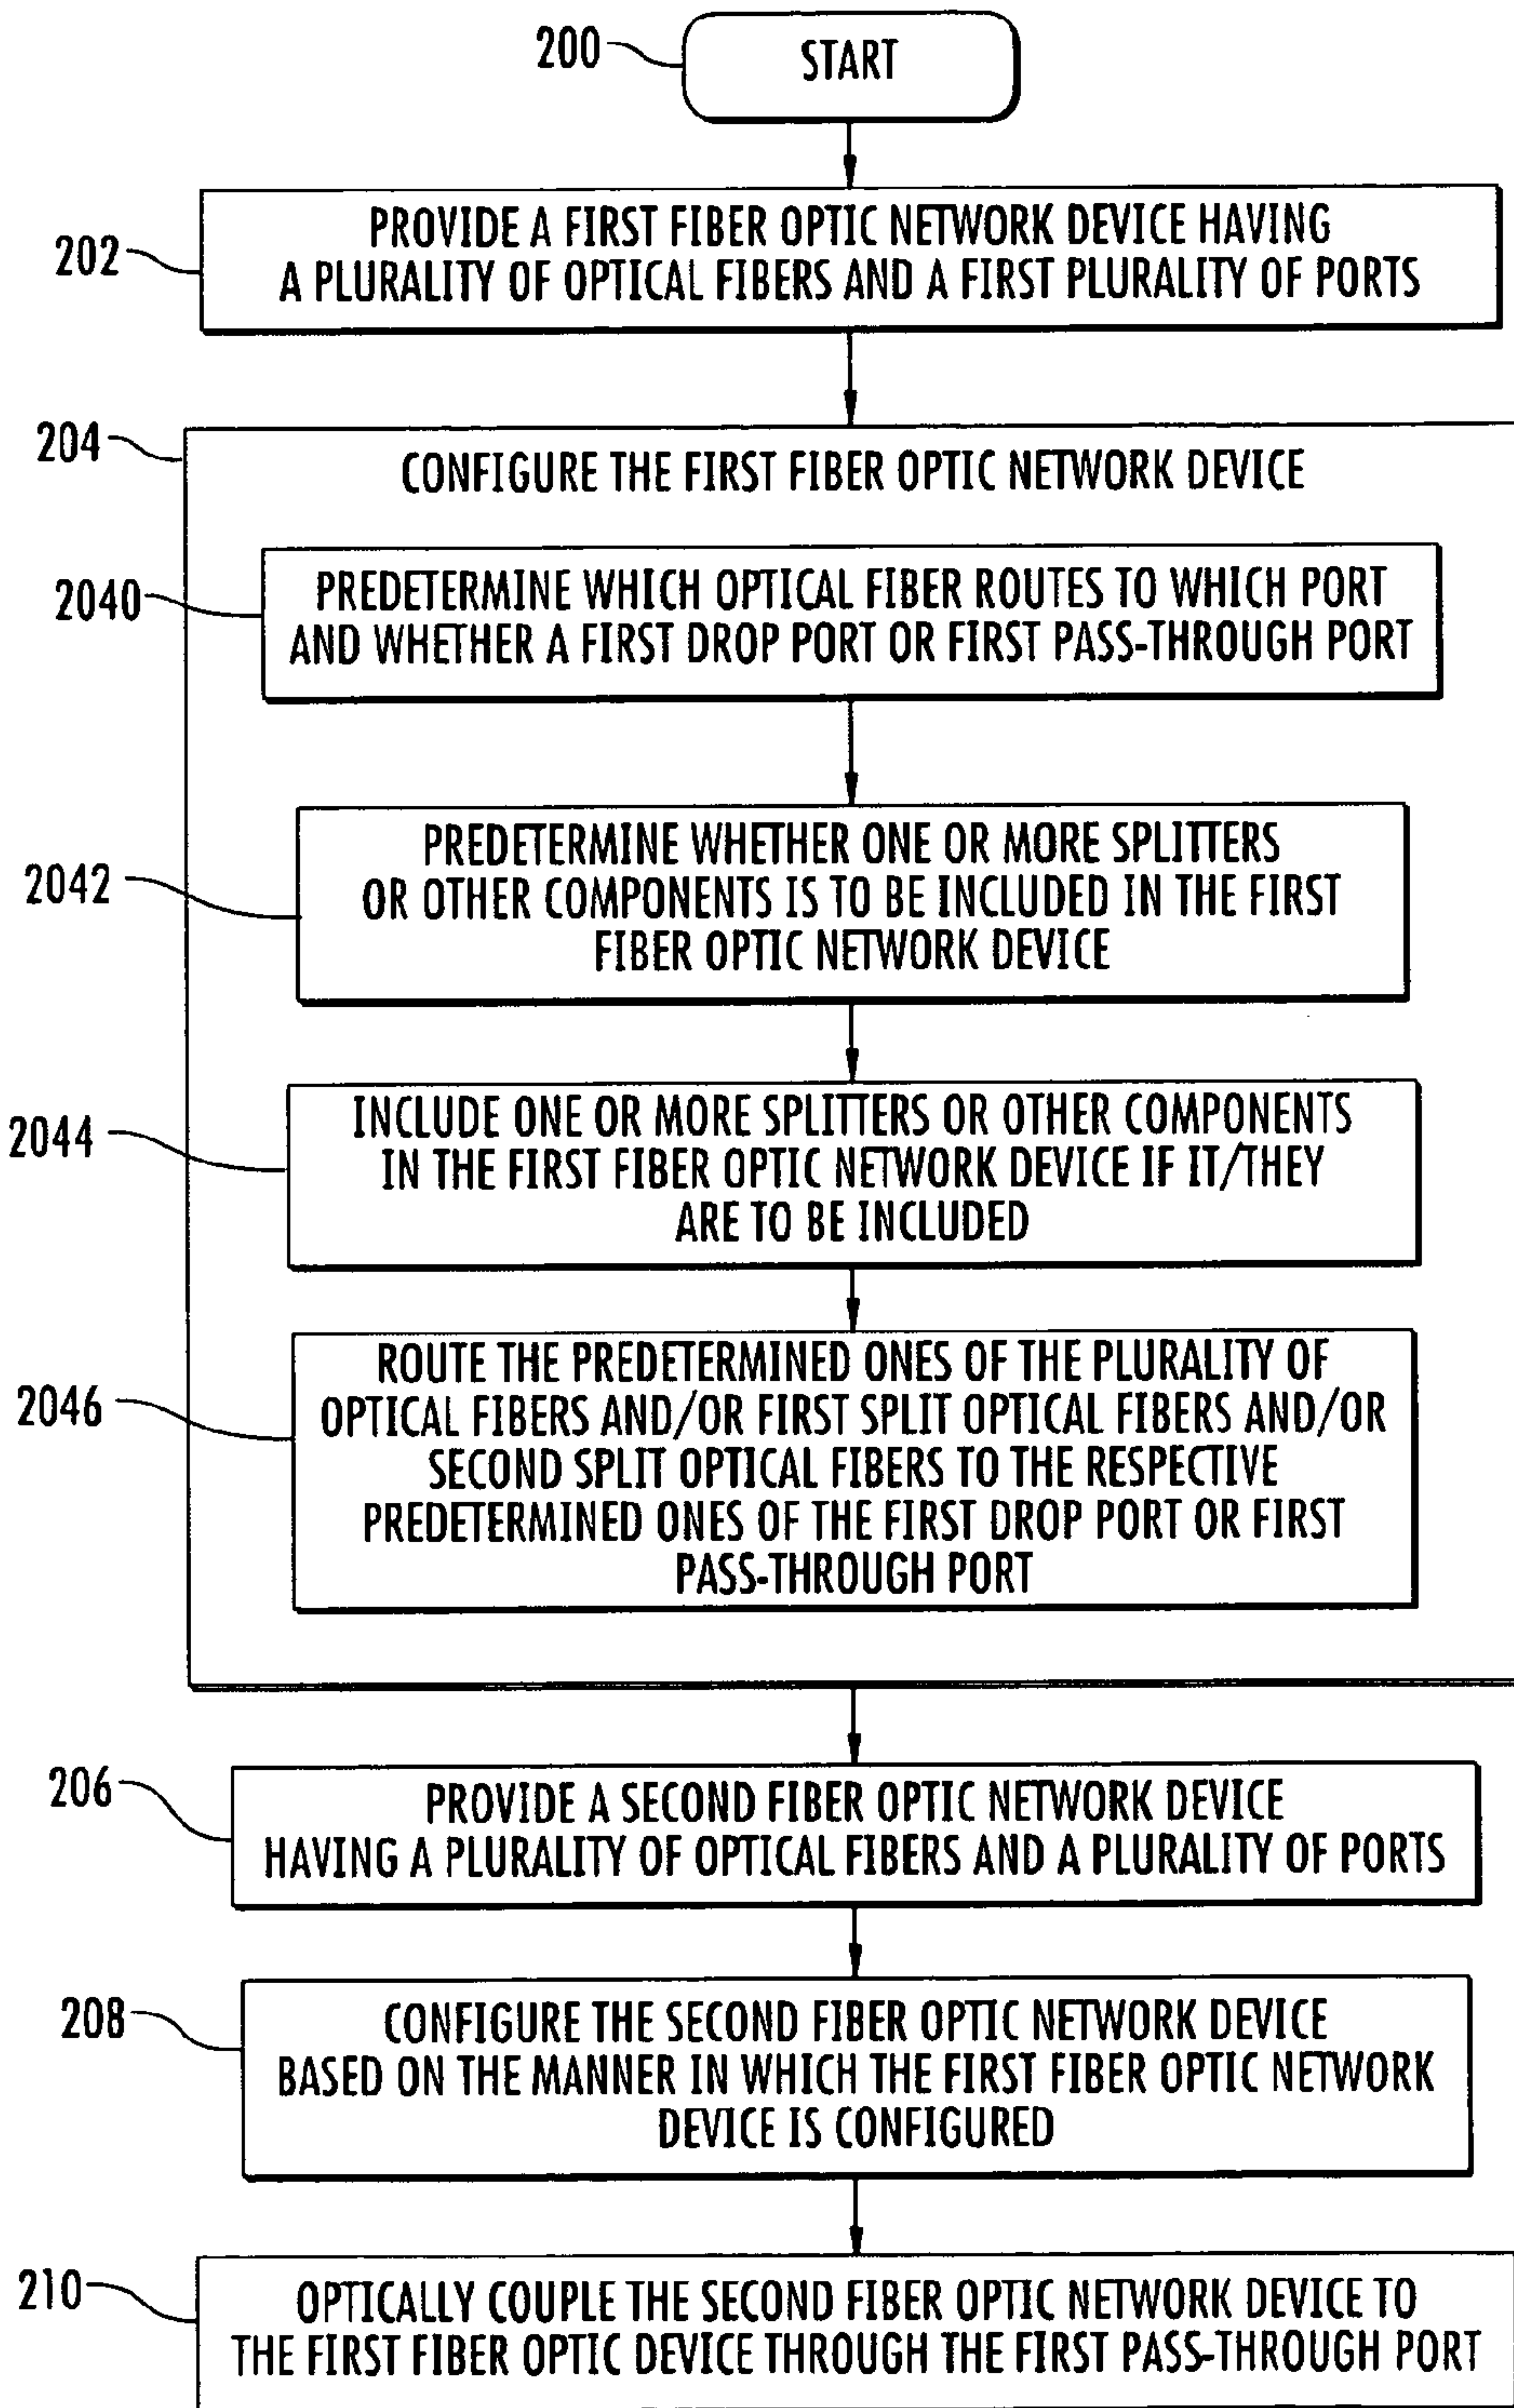 200
START
202
PROVIDE A FIRST FIBER OPTIC NETWORK DEVICE HAVING
A PLURALITY OF OPTICAL FIBERS AND A FIRST PLURALITY OF PORTS
204
CONFIGURE THE FIRST FIBER OPTIC NETWORK DEVICE
2040
PREDETERMINE WHICH OPTICAL FIBER ROUTES TO WHICH PORT
AND WHETHER A FIRST DROP PORT OR FIRST PASS-THROUGH PORT
2042
PREDETERMINE WHETHER ONE OR MORE SPLITTERS
OR OTHER COMPONENTS IS TO BE INCLUDED IN THE FIRST
FIBER OPTIC NETWORK DEVICE
2044
INCLUDE ONE OR MORE SPLITTERS OR OTHER COMPONENTS
IN THE FIRST FIBER OPTIC NETWORK DEVICE IF IT/THEY
ARE TO BE INCLUDED
2046
ROUTE THE PREDETERMINED ONES OF THE PLURALITY OF
OPTICAL FIBERS AND/OR FIRST SPLIT OPTICAL FIBERS AND/OR
SECOND SPLIT OPTICAL FIBERS TO THE RESPECTIVE
PREDETERMINED ONES OF THE FIRST DROP PORT OR FIRST
PASS-THROUGH PORT
206
PROVIDE A SECOND FIBER OPTIC NETWORK DEVICE
HAVING A PLURALITY OF OPTICAL FIBERS AND A PLURALITY OF PORTS
208
CONFIGURE THE SECOND FIBER OPTIC NETWORK DEVICE
BASED ON THE MANNER IN WHICH THE FIRST FIBER OPTIC NETWORK
DEVICE IS CONFIGURED
210
OPTICALLY COUPLE THE SECOND FIBER OPTIC NETWORK DEVICE TO
THE FIRST FIBER OPTIC DEVICE THROUGH THE FIRST PASS-THROUGH PORT